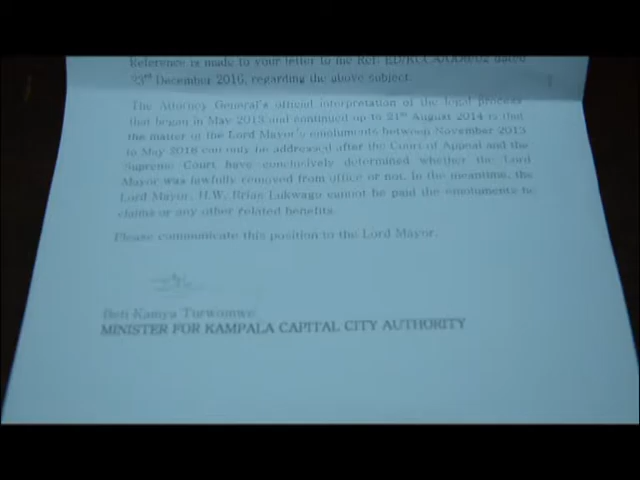 Reference is made to your letter to me Ref: ED/KCCA/008/02 dated
23rd December 2016, regarding the above subject.
The Attorney General's official interpretation of the legal process
that began in May 2013 and continued up to 21st August 2014 is that
the matter of the Lord Mayor's emoluments between November 2013
to May 2016 can only be addressed after the Court of Appeal and the
Supreme Court have conclusively determined whether the Lord
Mayor was lawfully removed from office or not. In the meantime, the
Lord Mayor, H.W. Erias Lukwago cannot be paid the emoluments he
claims or any other related benefits.
Please communicate this position to the Lord Mayor.
Beti Kamya Turwomwe
MINISTER FOR KAMPALA CAPITAL CITY AUTHORITY